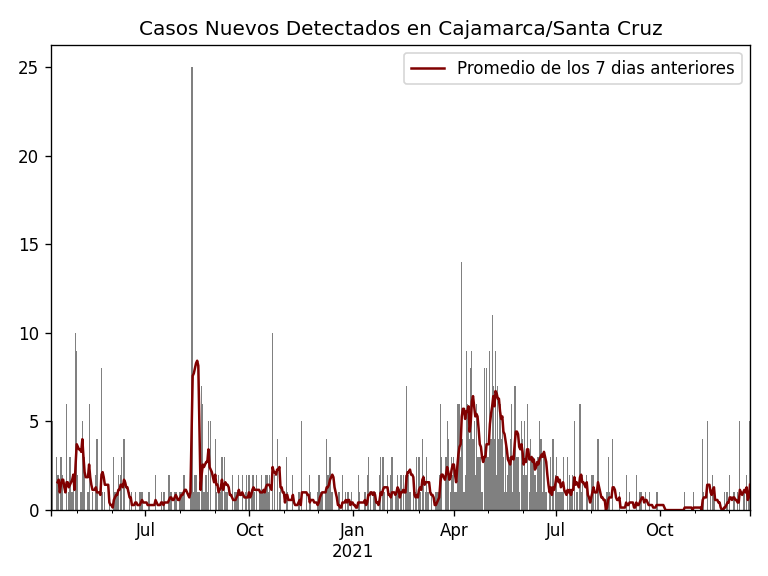 Casos Nuevos Detectados en Cajamarca/Santa Cruz
Promedio de los 7 dias anteriores
25
20
15
10
5
0
Jul Oct Jan Apr Jul Oct
2021